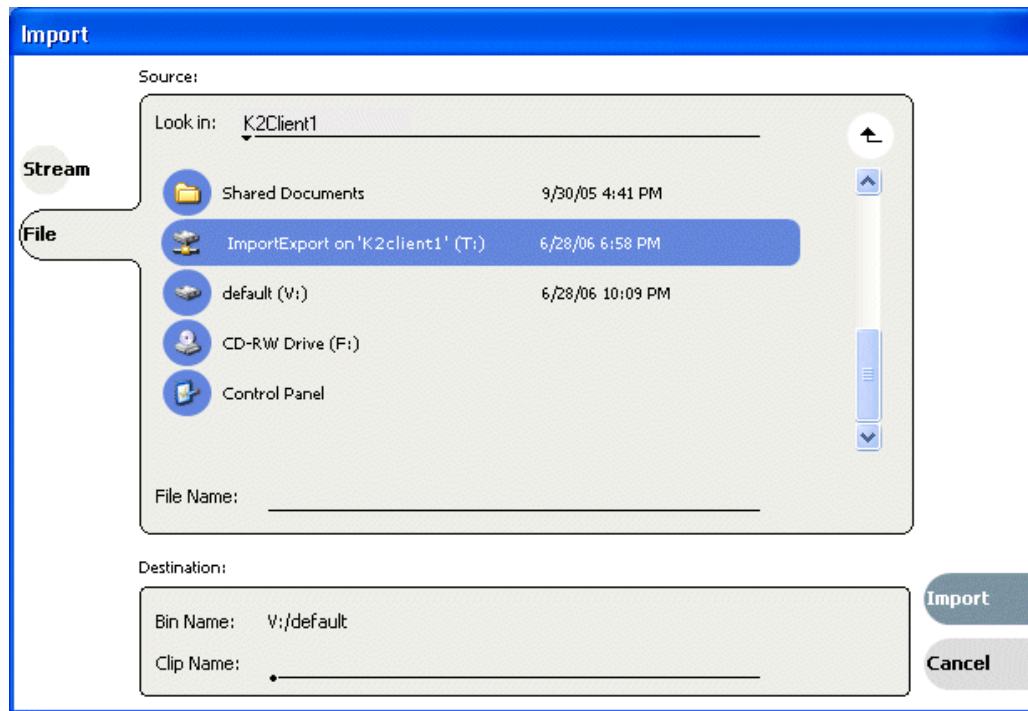 Import
Source:
Look in: K2Client1
Stream
Shared Documents 9/30/05 4:41 PM
File
ImportExport on 'K2client1' (T:) 6/28/06 6:58 PM
default (V:) 6/28/06 10:09 PM
CD-RW Drive (F:)
Control Panel
File Name:
Destination:
Bin Name: V:/default
Import
Clip Name:
Cancel